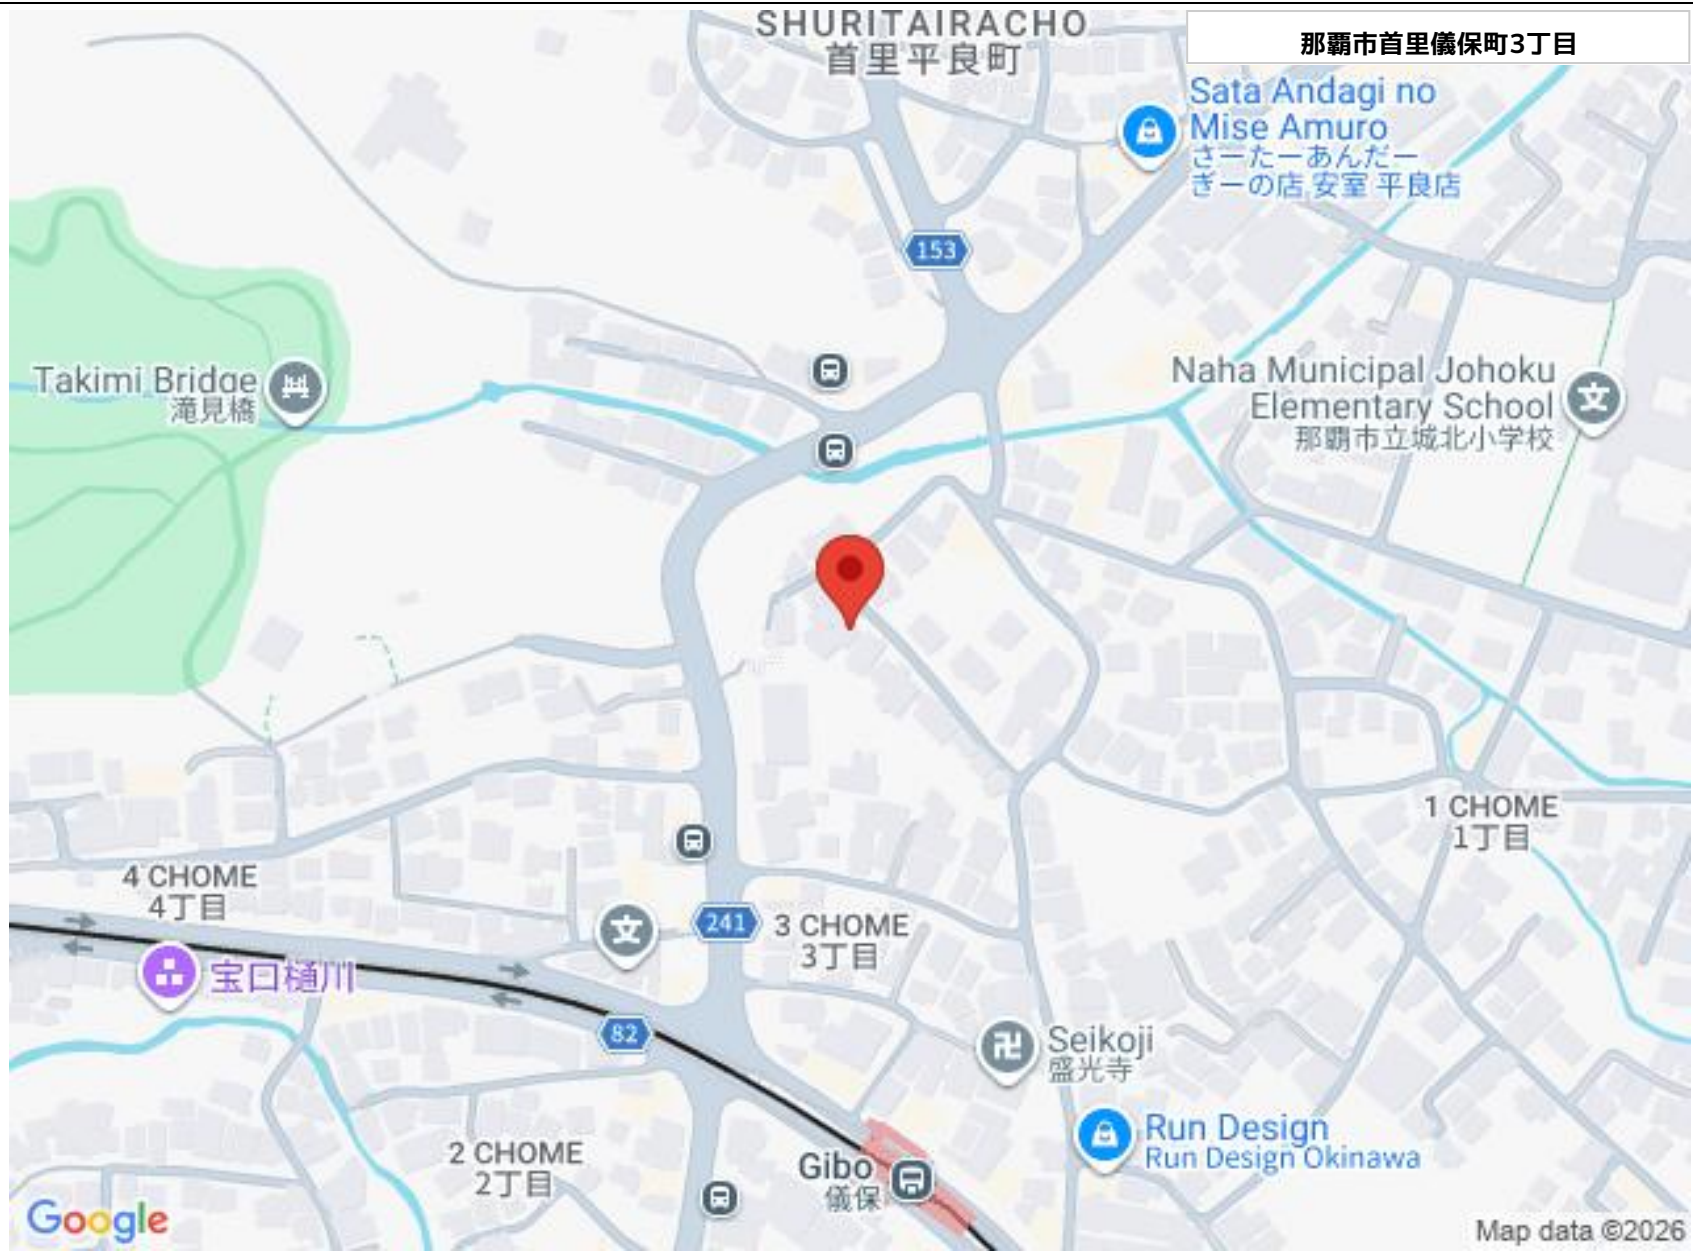 SHURITAIRACHO
首里平良町
那覇市首里儀保町3丁目
Sata Andagi no
Mise Amuro
さーたーあんだー
ぎーの店 安室 平良店
153
Takimi Bridge
滝見橋
Naha Municipal Johoku
Elementary School
那覇市立城北小学校
文
1 CHOME
1丁目
4 CHOME
4丁目
文
241
3 CHOME
3丁目
宝口樋川
82
卍
Seikoji
盛光寺
Run Design
Run Design Okinawa
2 CHOME
2丁目
Gibo
儀保
Google
Map data ©2026